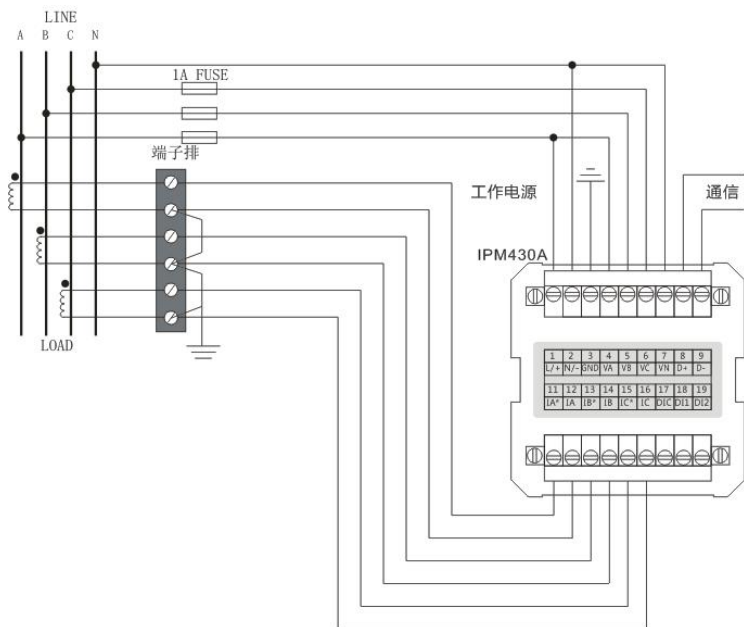 LINE
A B C N
1A FUSE
端子排
工作电源
通信
IPM430A
1 2 3 4 5 6 7 8 9
L/+ N/- GND VA VB VC VN D+ D-
11 12 13 14 15 16 17 18 19
IA* IA IB* IB IC* IC DIC DI1 DI2
LOAD